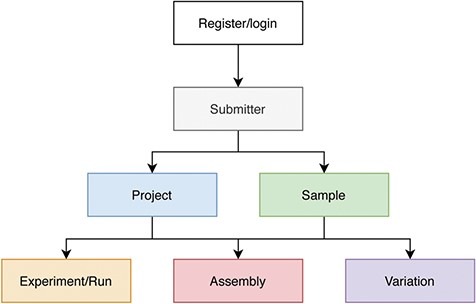 Register/login
Submitter
Project
Sample
Experiment/Run
Assembly
Variation